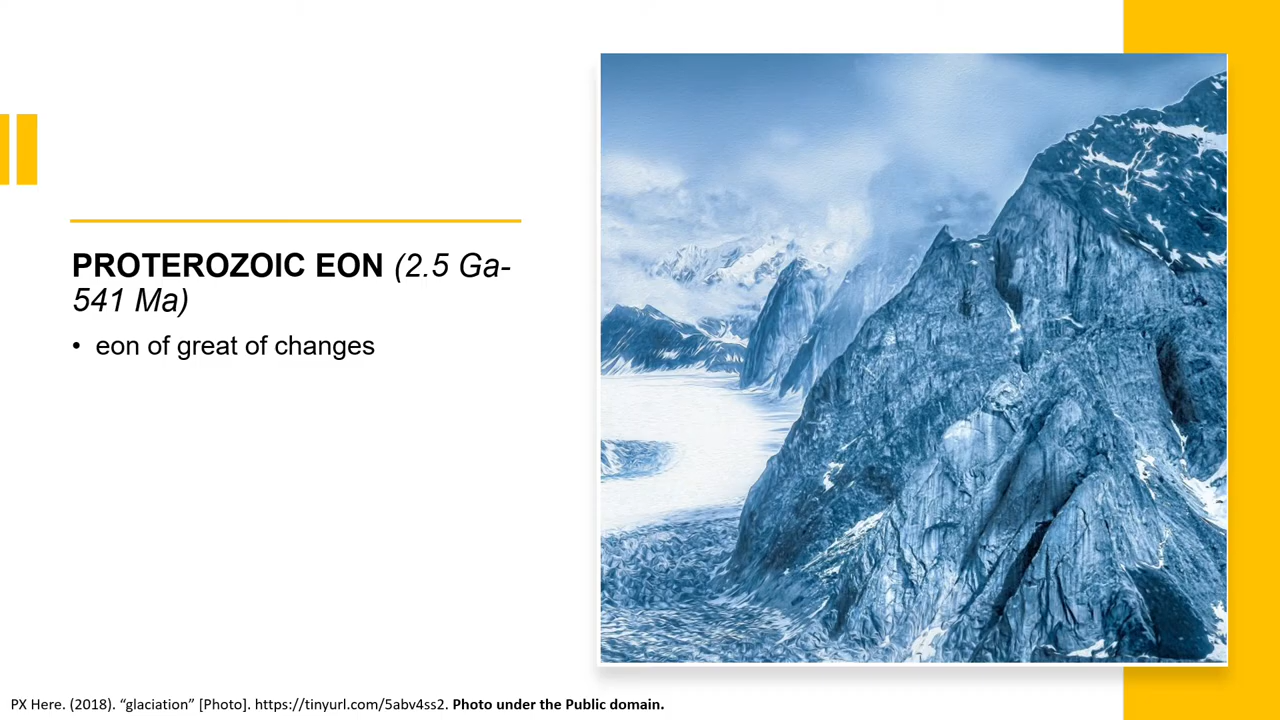 PROTEROZOIC EON (2.5 Ga-
541 Ma)
• eon of great of changes
PX Here. (2018). “glaciation” [Photo]. https://tinyurl.com/5abv4ss2. Photo under the Public domain.